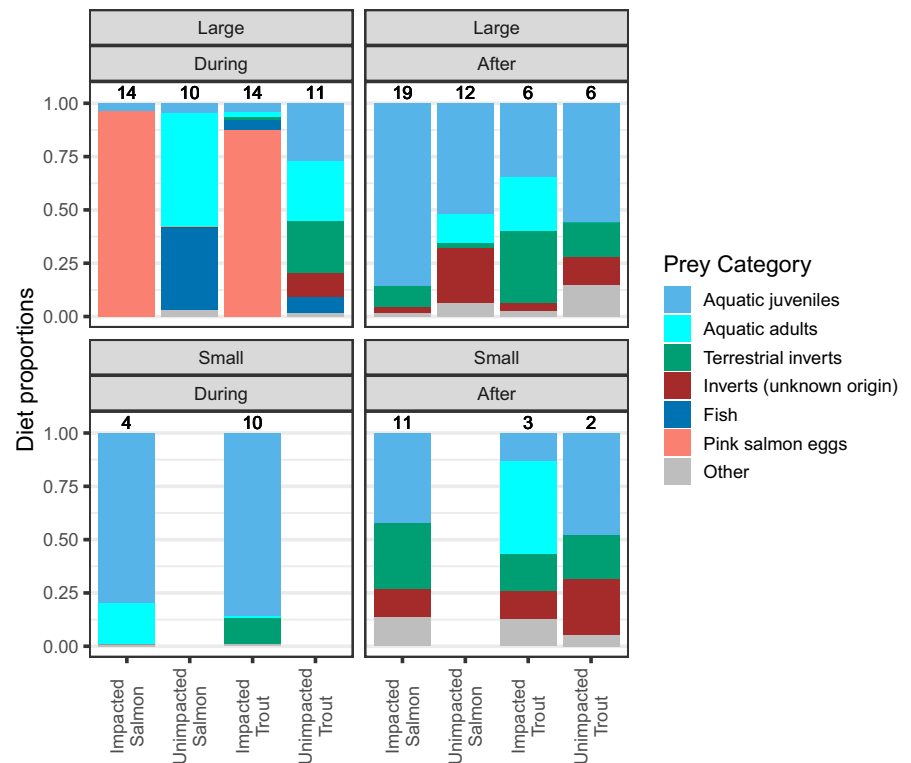 Large
Large
During
After
14 10 14 11
19 12 6 6
1.00
0.75
0.50
0.25
0.00
Small
Small
During
After
4 10
11 3 2
1.00
0.75
0.50
0.25
0.00
Diet proportions
Impacted
Salmon
Unimpacted
Salmon
Impacted
Trout
Unimpacted
Trout
Impacted
Salmon
Unimpacted
Salmon
Impacted
Trout
Unimpacted
Trout
Prey Category
Aquatic juveniles
Aquatic adults
Terrestrial inverts
Inverts (unknown origin)
Fish
Pink salmon eggs
Other